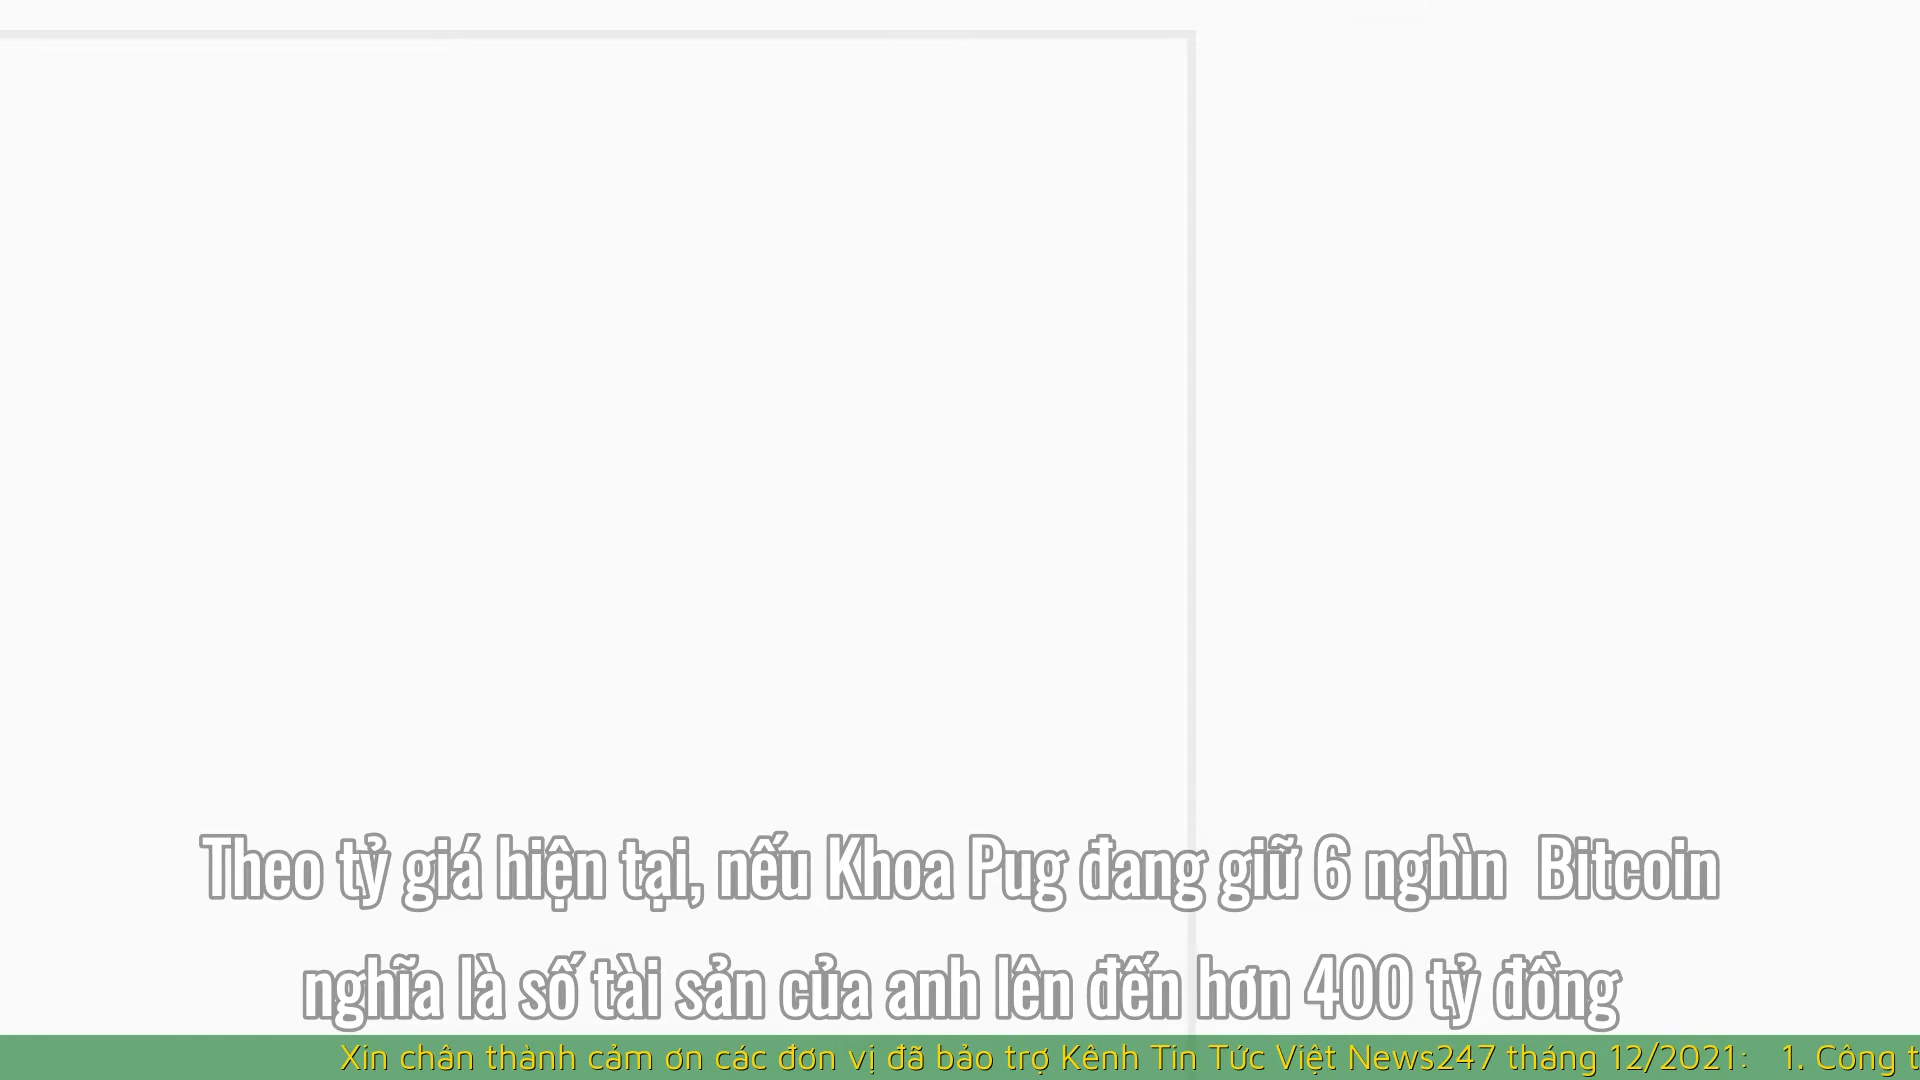 Theo tỷ giá hiện tại, nếu Khoa Pug đang giữ 6 nghìn Bitcoin
nghĩa là số tài sản của anh lên đến hơn 400 tỷ đồng
Xin chân thành cảm ơn các đơn vị đã bảo trợ Kênh Tin Tức Việt News247 tháng 12/2021: 1. Công